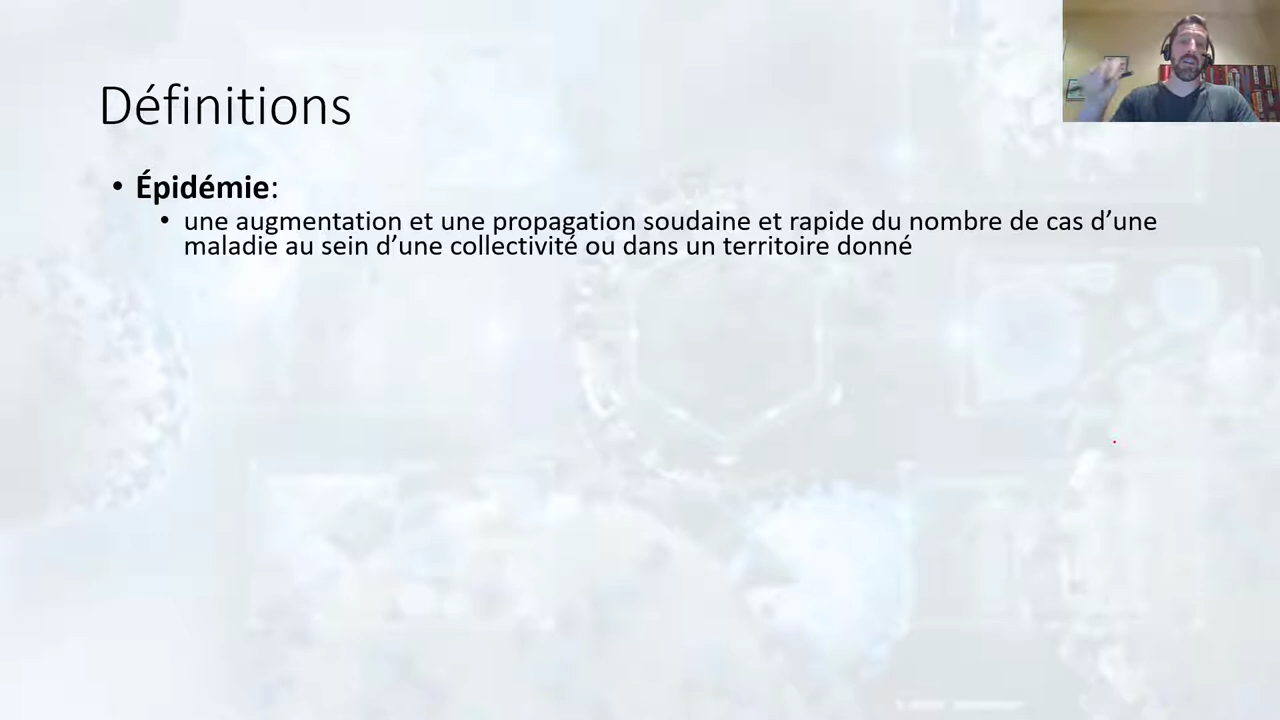 Définitions
• Épidémie:
• une augmentation et une propagation soudaine et rapide du nombre de cas d’une
maladie au sein d’une collectivité ou dans un territoire donné